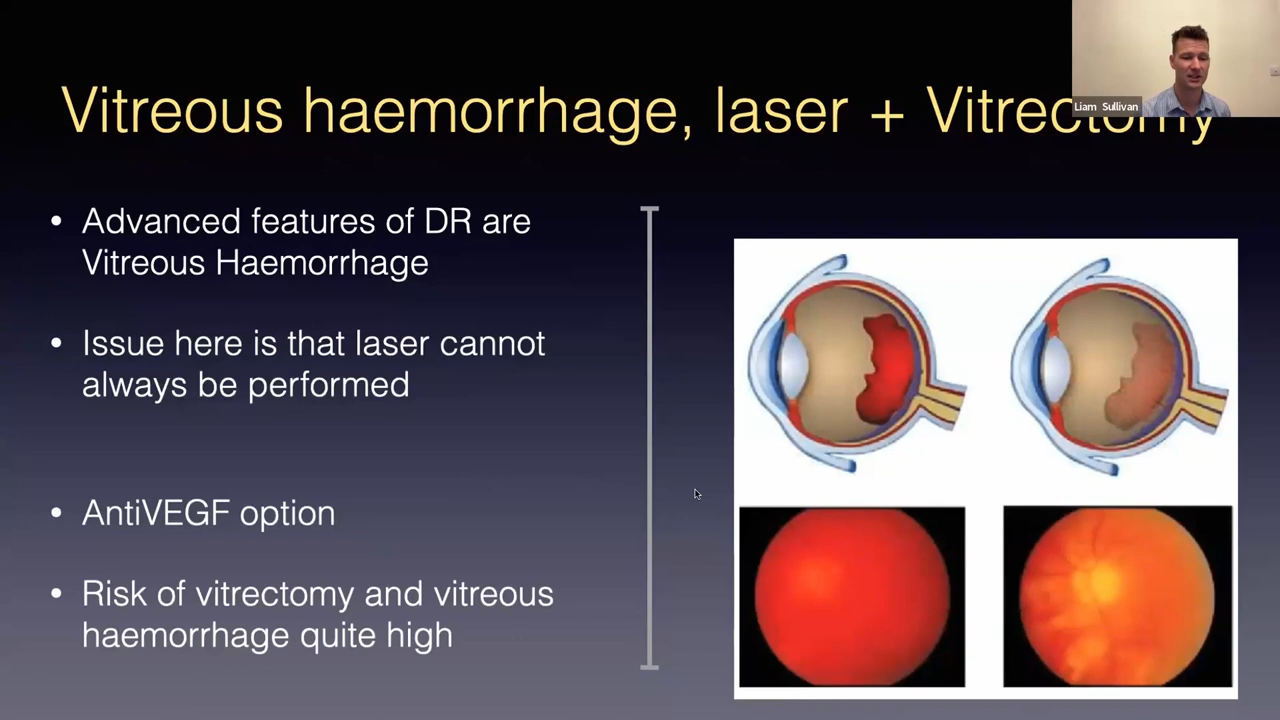 Vitreous haemorrhage, laser + Vitrectomy
Liam Sullivan
• Advanced features of DR are
Vitreous Haemorrhage
• Issue here is that laser cannot
always be performed
• AntiVEGF option
• Risk of vitrectomy and vitreous
haemorrhage quite high